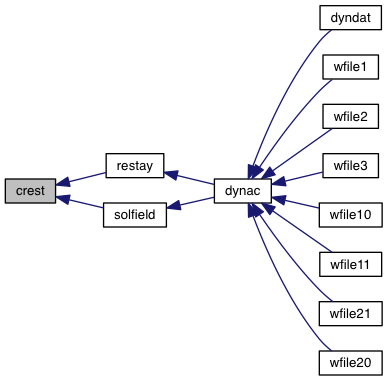 crest
restay
solfield
dynac
dyndat
wfile1
wfile2
wfile3
wfile10
wfile11
wfile21
wfile20